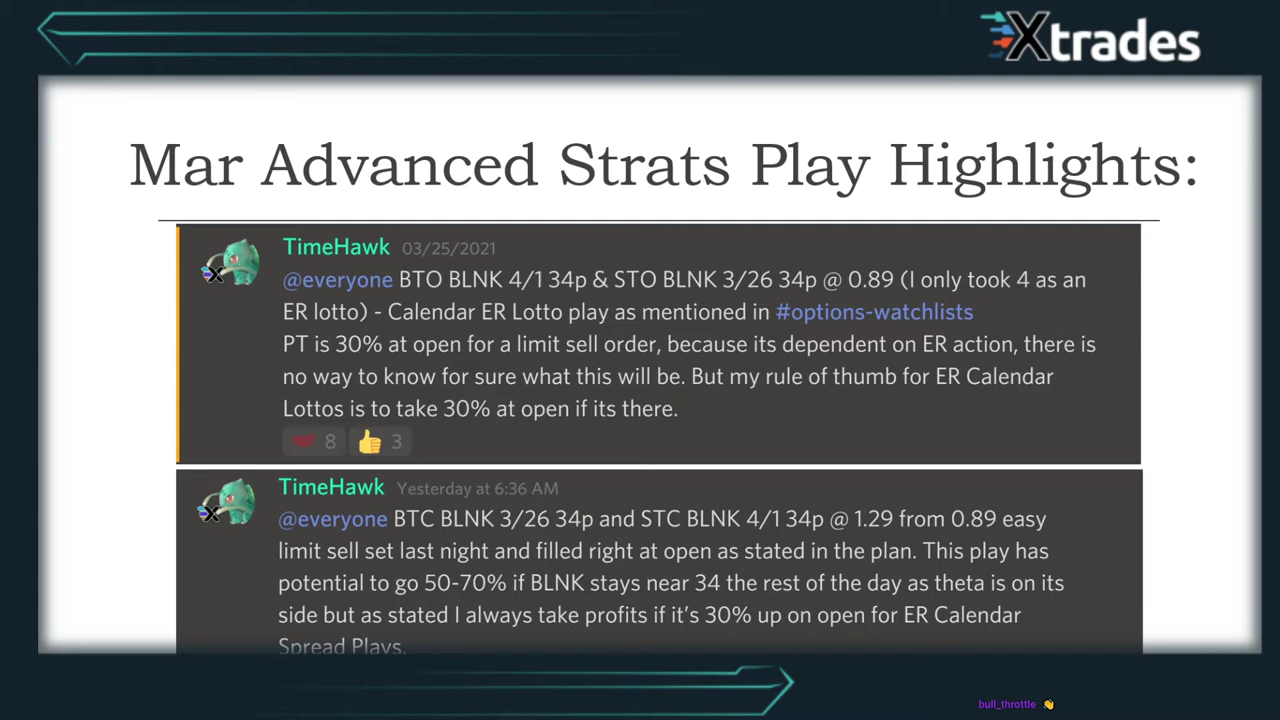 Xtrades
Mar Advanced Strats Play Highlights:
TimeHawk 03/25/2021
@everyone BTO BLNK 4/1 34p & STO BLNK 3/26 34p @ 0.89 (I only took 4 as an
ER lotto) - Calendar ER Lotto play as mentioned in #options-watchlists
PT is 30% at open for a limit sell order, because its dependent on ER action, there is
no way to know for sure what this will be. But my rule of thumb for ER Calendar
Lottos is to take 30% at open if its there.
8 3
TimeHawk Yesterday at 6:36 AM
@everyone BTC BLNK 3/26 34p and STC BLNK 4/1 34p @ 1.29 from 0.89 easy
limit sell set last night and filled right at open as stated in the plan. This play has
potential to go 50-70% if BLNK stays near 34 the rest of the day as theta is on its
side but as stated I always take profits if it's 30% up on open for ER Calendar
Spread Plays.
bull_throttle